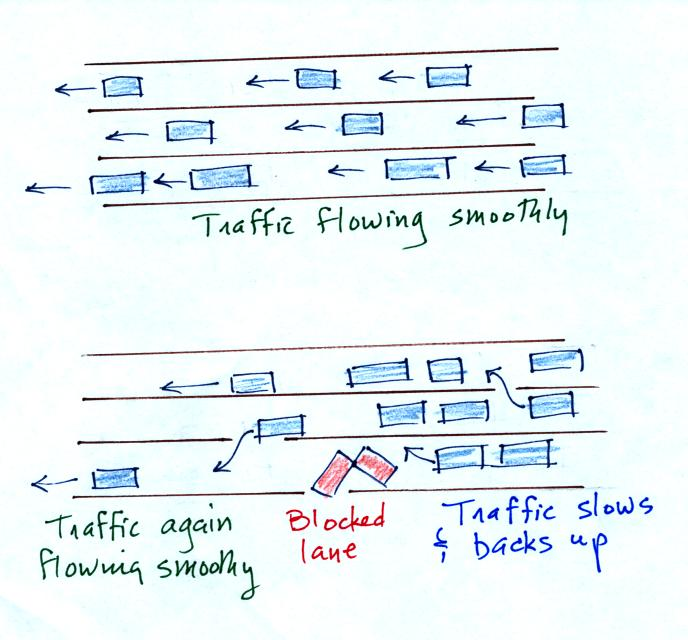 Traffic flowing smoothly
Traffic again
flowing smoothy
Blocked
lane
Traffic slows
& backs up